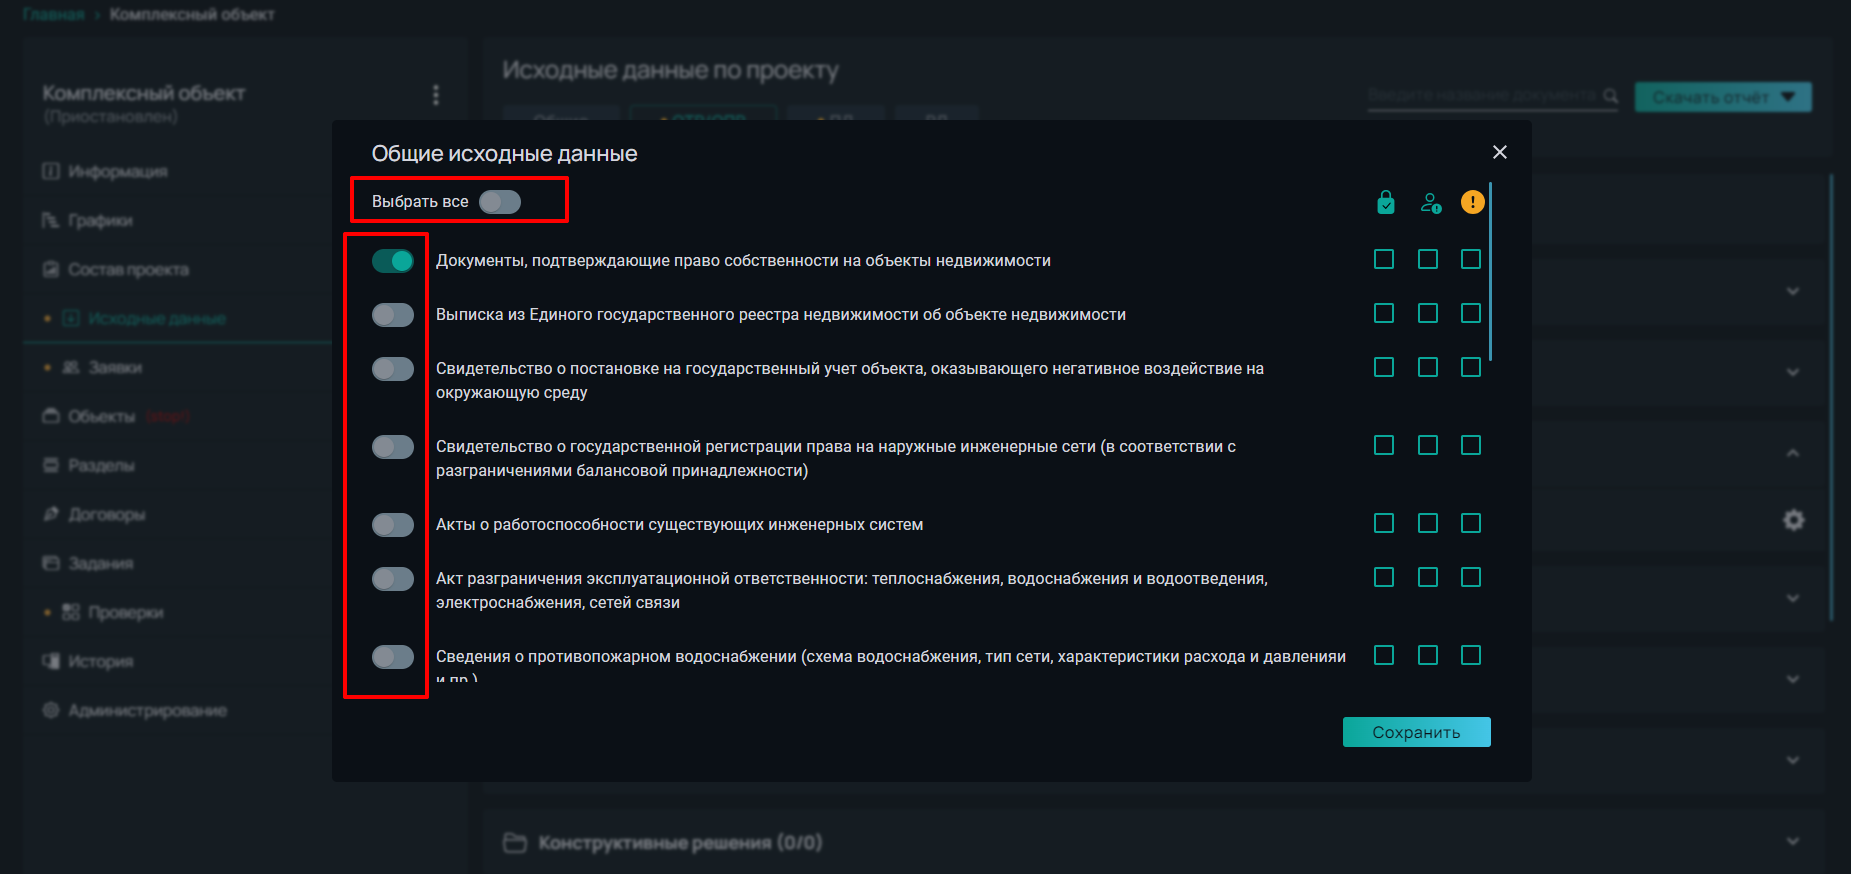 Главная › Комплексный объект
Комплексный объект
(Приостановлен)
Информация
Графики
Состав проекта
Исходные данные
Заявки
Объекты
Разделы
Договоры
Задания
Проверки
История
Администрирование
Исходные данные по проекту
Введите название документа
Скачать отчёт
Общие исходные данные
Выбрать все
Документы, подтверждающие право собственности на объекты недвижимости
Выписка из Единого государственного реестра недвижимости об объекте недвижимости
Свидетельство о постановке на государственный учет объекта, оказывающего негативное воздействие на
окружающую среду
Свидетельство о государственной регистрации права на наружные инженерные сети (в соответствии с
разграничениями балансовой принадлежности)
Акты о работоспособности существующих инженерных систем
Акт разграничения эксплуатационной ответственности: теплоснабжения, водоснабжения и водоотведения,
электроснабжения, сетей связи
Сведения о противопожарном водоснабжении (схема водоснабжения, тип сети, характеристики расхода и давленияи
и пр.)
Сохранить
Конструктивные решения (0/0)